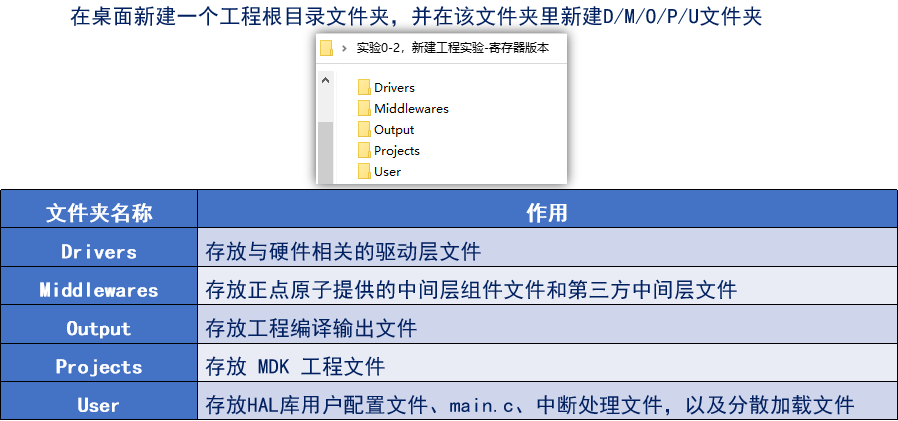 在桌面新建一个工程根目录文件夹，并在该文件夹里新建D/M/O/P/U文件夹
实验0-2，新建工程实验-寄存器版本
Drivers
Middlewares
Output
Projects
User
文件夹名称 作用
Drivers 存放与硬件相关的驱动层文件
Middlewares 存放正点原子提供的中间层组件文件和第三方中间层文件
Output 存放工程编译输出文件
Projects 存放 MDK 工程文件
User 存放HAL库用户配置文件、main.c、中断处理文件，以及分散加载文件